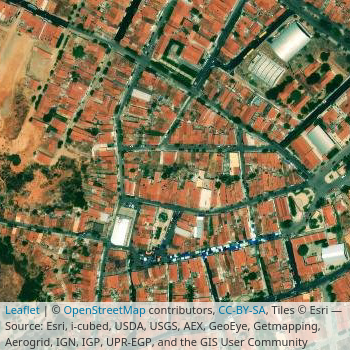 Leaflet | © OpenStreetMap contributors, CC-BY-SA, Tiles © Esri —
Source: Esri, i-cubed, USDA, USGS, AEX, GeoEye, Getmapping,
Aerogrid, IGN, IGP, UPR-EGP, and the GIS User Community